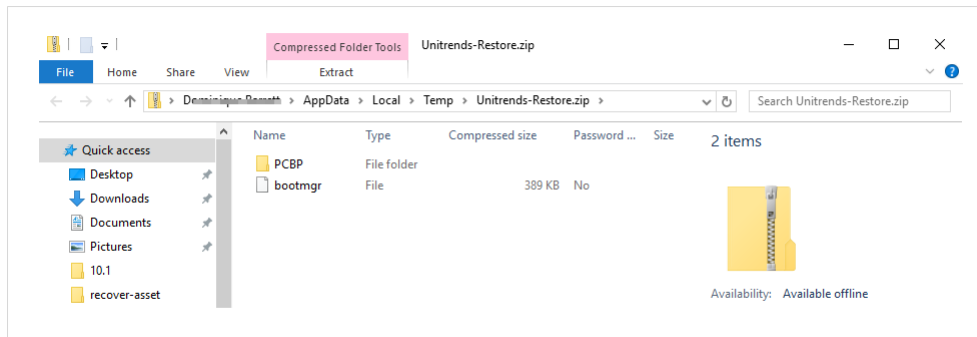 Compressed Folder Tools Unitrends-Restore.zip
File Home Share View Extract
> AppData > Local > Temp > Unitrends-Restore.zip > Search Unitrends-Restore.zip
Name Type Compressed size Password ... Size 2 items
Quick access
PCBP File folder
Desktop
bootmgr File 389 KB No
Downloads
Documents
Pictures
10.1
recover-asset
Availability: Available offline